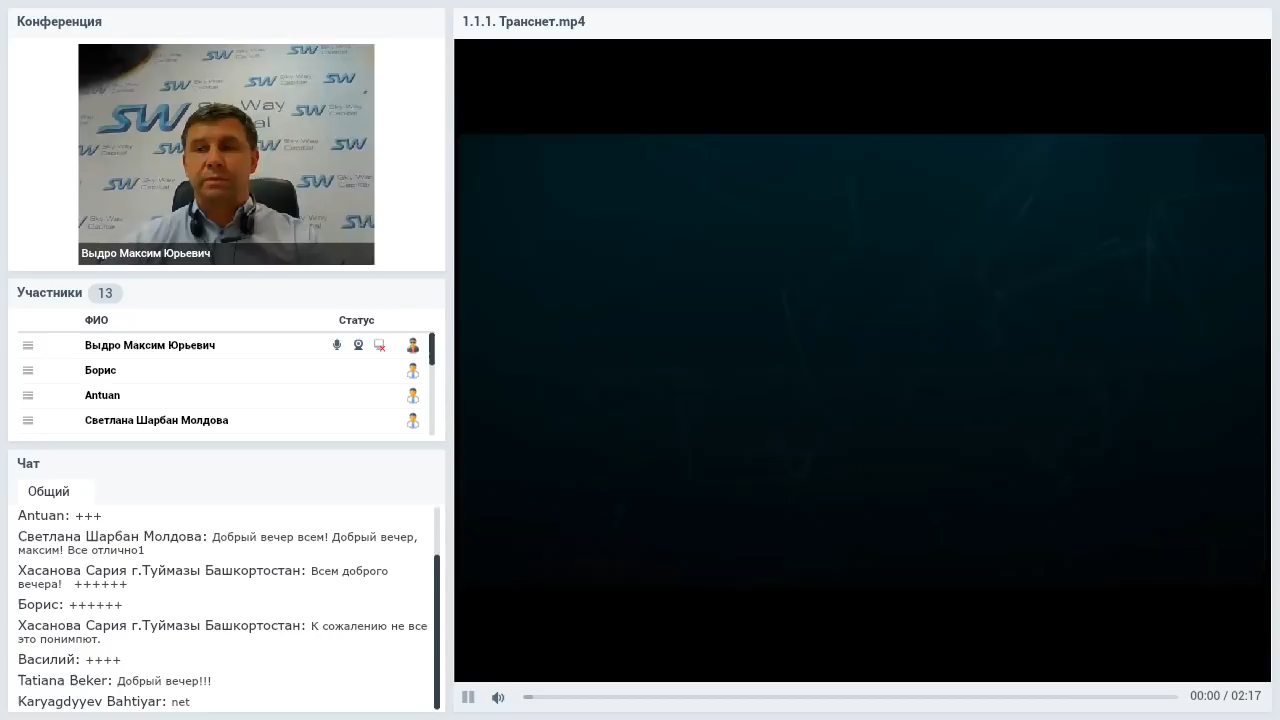 Конференция
SW
Sky Way
Capital
Выдро Максим Юрьевич
Участники 13
ФИО Статус
Выдро Максим Юрьевич
Борис
Antuan
Светлана Шарбан Молдова
Чат
Общий
Antuan: +++
Светлана Шарбан Молдова: Добрый вечер всем! Добрый вечер,
максим! Все отлично1
Хасанова Сария г.Туймазы Башкортостан: Всем доброго
вечера! ++++++
Борис: ++++++
Хасанова Сария г.Туймазы Башкортостан: К сожалению не все
это понимпют.
Василий: ++++
Tatiana Beker: Добрый вечер!!!
Karyagdyyev Bahtiyar: net
1.1.1. Транснет.mp4
00:00 / 02:17